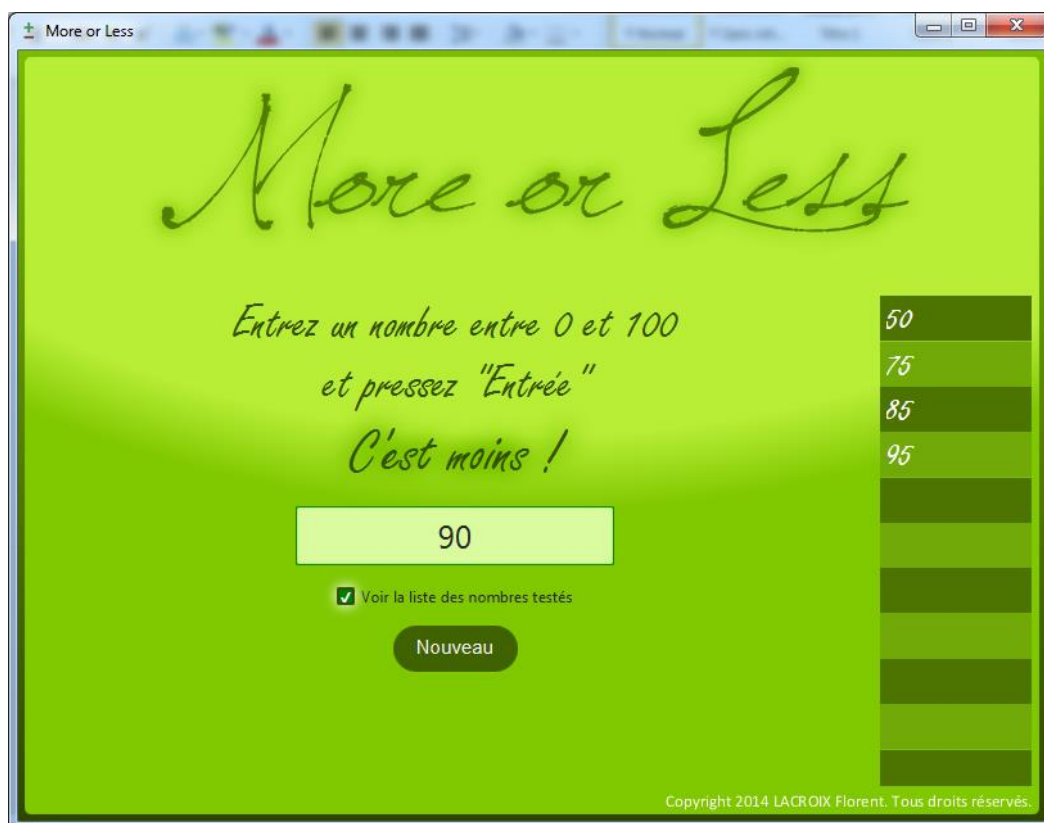 More or Less
More or Less
Entrez un nombre entre 0 et 100
et pressez "Entrée"
C'est moins !
90
Voir la liste des nombres testés
Nouveau
50
75
85
95
Copyright 2014 LACROIX Florent. Tous droits réservés.